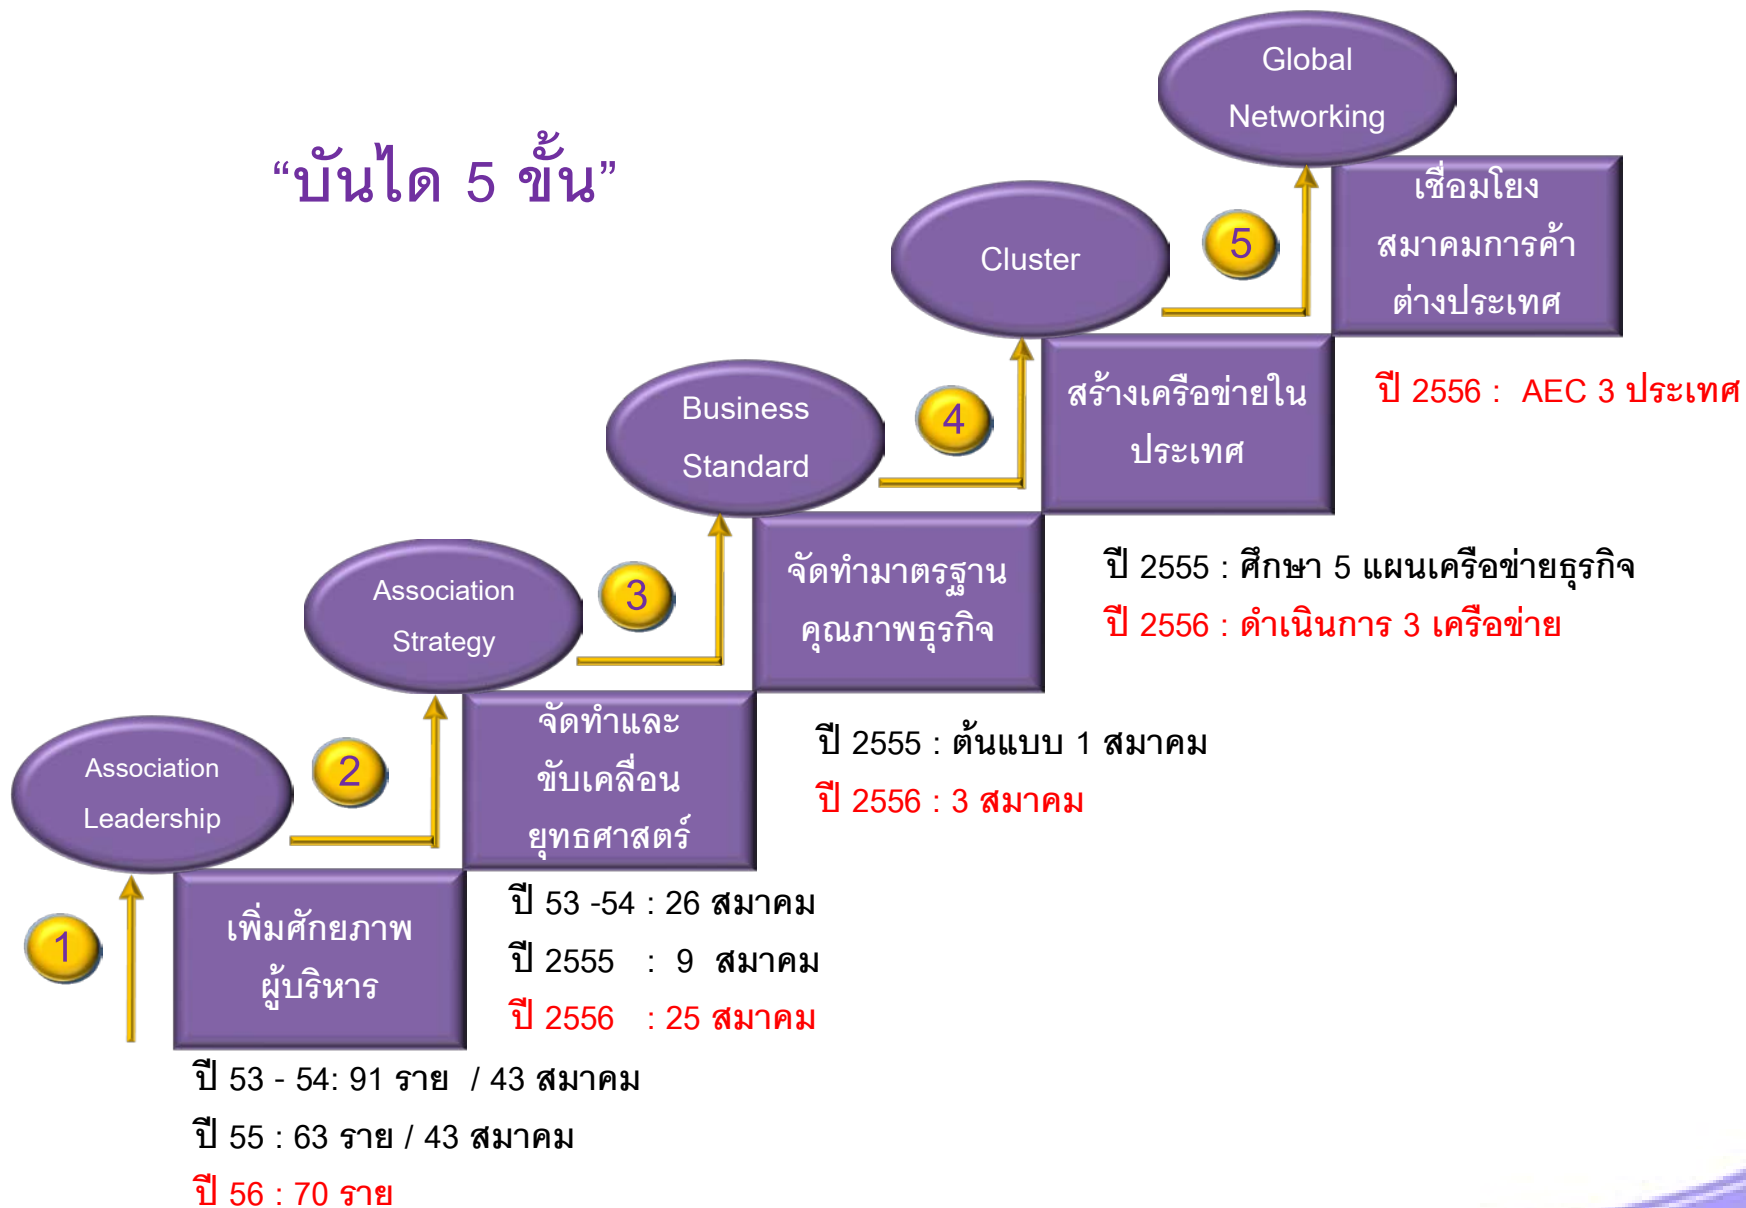 “บันได 5 ขั้น”
1
Association
Leadership
เพิ่มศักยภาพ
ผู้บริหาร
ปี 53 - 54: 91 ราย / 43 สมาคม
ปี 55 : 63 ราย / 43 สมาคม
ปี 56 : 70 ราย
2
Association
Strategy
จัดทำและ
ขับเคลื่อน
ยุทธศาสตร์
ปี 53 -54 : 26 สมาคม
ปี 2555 : 9 สมาคม
ปี 2556 : 25 สมาคม
3
Business
Standard
จัดทำมาตรฐาน
คุณภาพธุรกิจ
ปี 2555 : ต้นแบบ 1 สมาคม
ปี 2556 : 3 สมาคม
4
Cluster
สร้างเครือข่ายใน
ประเทศ
ปี 2555 : ศึกษา 5 แผนเครือข่ายธุรกิจ
ปี 2556 : ดำเนินการ 3 เครือข่าย
5
Global
Networking
เชื่อมโยง
สมาคมการค้า
ต่างประเทศ
ปี 2556 : AEC 3 ประเทศ